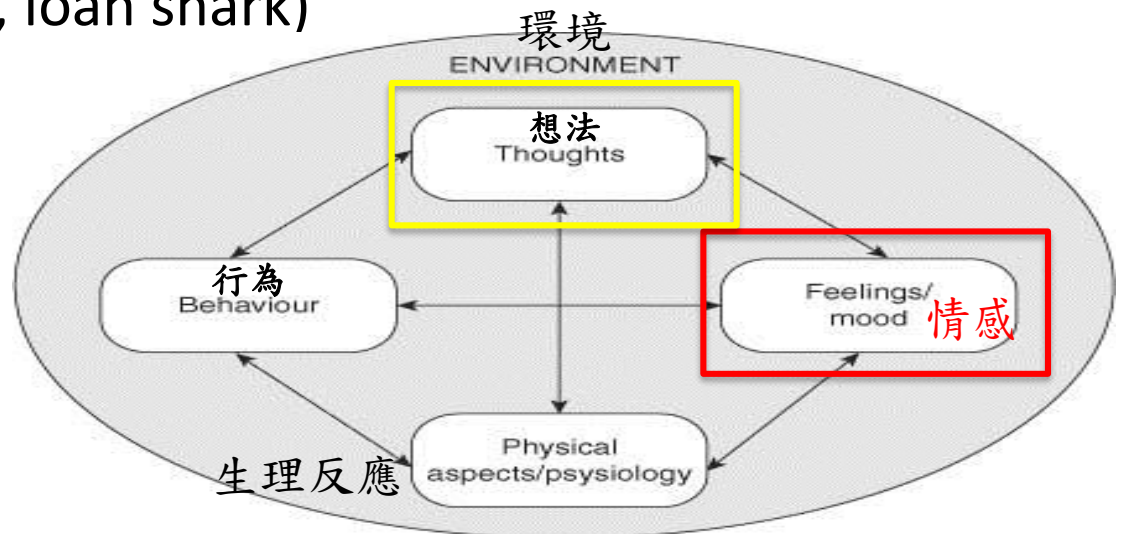 , loan shark)
環境
ENVIRONMENT
想法
Thoughts
行為
Behaviour
Feelings/
mood 情感
Physical
生理反應 aspects/psysiology